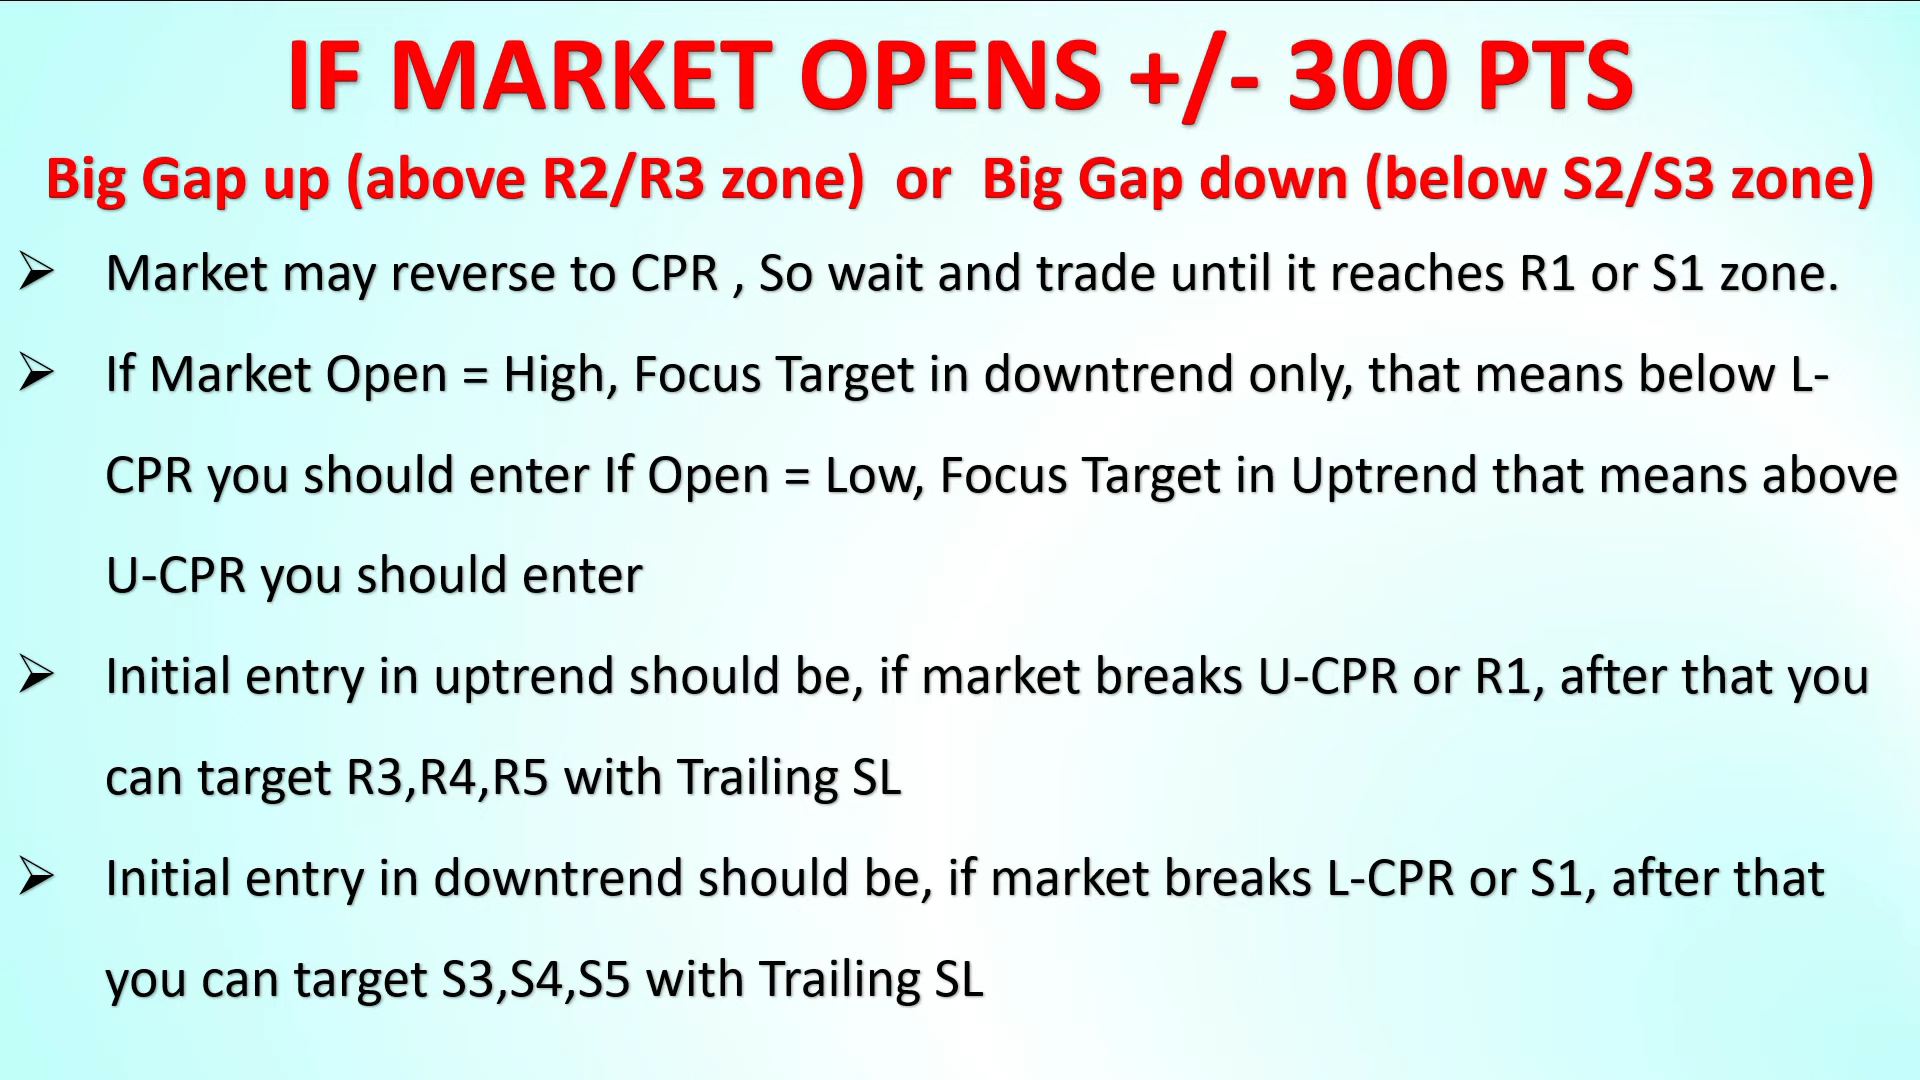 IF MARKET OPENS +/- 300 PTS
Big Gap up (above R2/R3 zone)  or  Big Gap down (below S2/S3 zone)
➢ Market may reverse to CPR , So wait and trade until it reaches R1 or S1 zone.
➢ If Market Open = High, Focus Target in downtrend only, that means below L-
CPR you should enter If Open = Low, Focus Target in Uptrend that means above
U-CPR you should enter
➢ Initial entry in uptrend should be, if market breaks U-CPR or R1, after that you
can target R3,R4,R5 with Trailing SL
➢ Initial entry in downtrend should be, if market breaks L-CPR or S1, after that
you can target S3,S4,S5 with Trailing SL